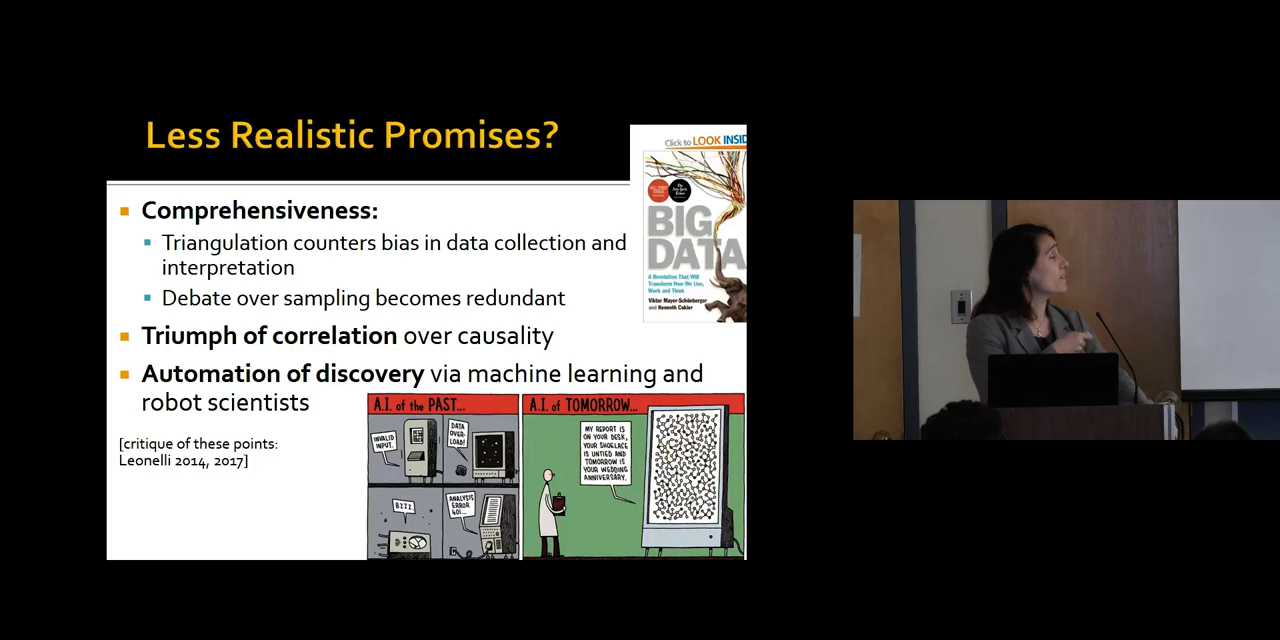 Less Realistic Promises?
Click to LOOK INSID
BIG
DATA
A Revolution That Will
Transform How We Live,
Work and Think
Viktor Mayer-Schönberger
and Kenneth Cukier
Comprehensiveness:
Triangulation counters bias in data collection and
interpretation
Debate over sampling becomes redundant
Triumph of correlation over causality
Automation of discovery via machine learning and
robot scientists
[critique of these points:
Leonelli 2014, 2017]
A.I. of the PAST...
INVALID
INPUT.
DATA
OVER-
LOAD!
BZZZ.
ANALYSIS
ERROR
401...
A.I. of TOMORROW...
MY REPORT IS
ON YOUR DESK,
YOUR SHOELACE
IS UNTIED AND
TOMORROW IS
YOUR WEDDING
ANNIVERSARY.